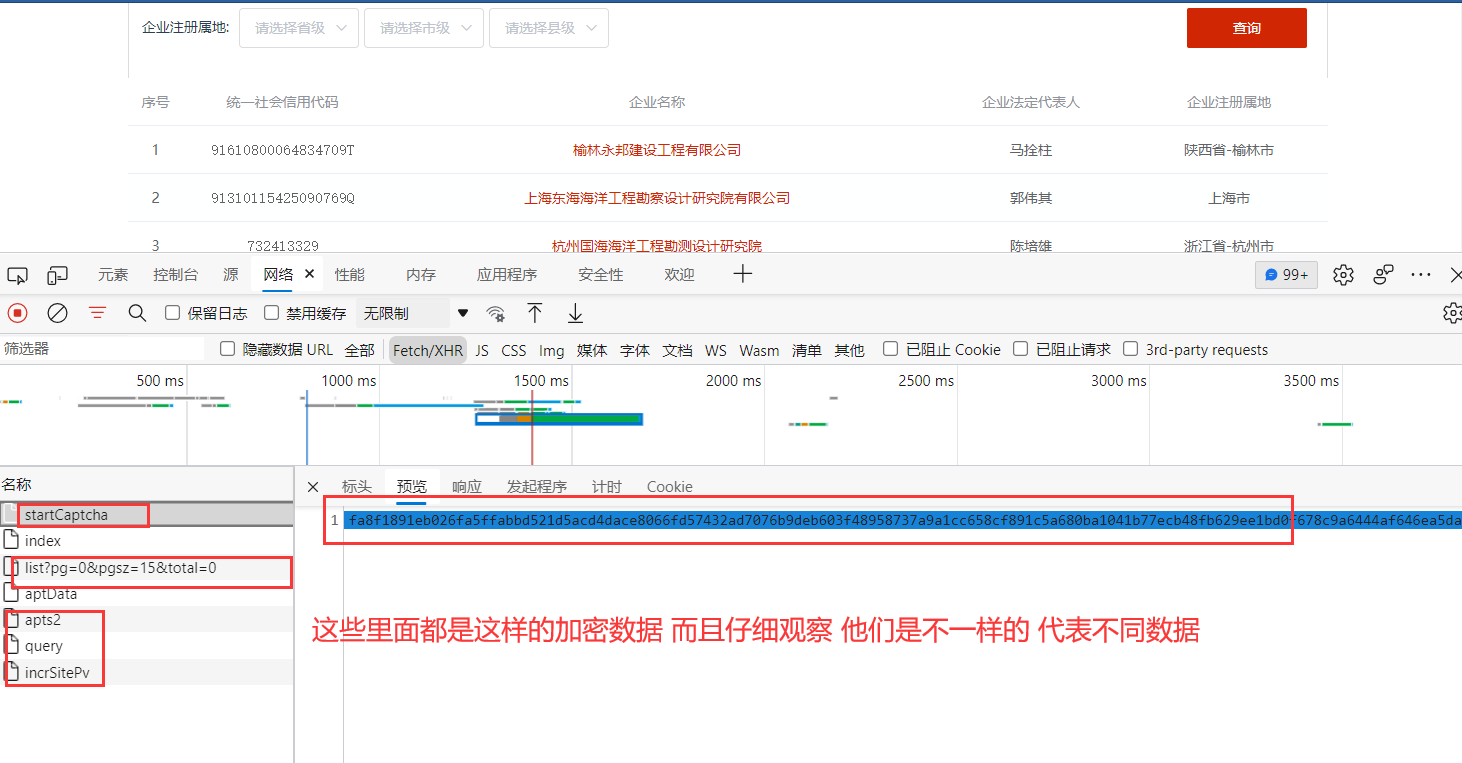 企业注册属地: 请选择省级 请选择市级 请选择县级 查询
序号 统一社会信用代码 企业名称 企业法定代表人 企业注册属地
1 91610800064834709T 榆林永邦建设工程有限公司 马拴柱 陕西省-榆林市
2 91310115425090769Q 上海东海海洋工程勘察设计研究院有限公司 郭伟其 上海市
3 732413329 杭州国海海洋工程勘测设计研究院 陈培雄 浙江省-杭州市
元素 控制台 源 网络 性能 内存 应用程序 安全性 欢迎 99+
保留日志 禁用缓存 无限制
筛选器 隐藏数据 URL 全部 Fetch/XHR JS CSS Img 媒体 字体 文档 WS Wasm 清单 其他 已阻止 Cookie 已阻止请求 3rd-party requests
500 ms 1000 ms 1500 ms 2000 ms 2500 ms 3000 ms 3500 ms
名称 标头 预览 响应 发起程序 计时 Cookie
startCaptcha
1 fa8f1891eb026fa5ffabbd521d5acd4dace8066fd57432ad7076b9deb603f48958737a9a1cc658cf891c5a680ba1041b77ecb48fb629ee1bd0f678c9a6444af646ea5da
index
list?pg=0&pgsz=15&total=0
aptData
apts2
这些里面都是这样的加密数据 而且仔细观察 他们是不一样的 代表不同数据
query
incrSitePv